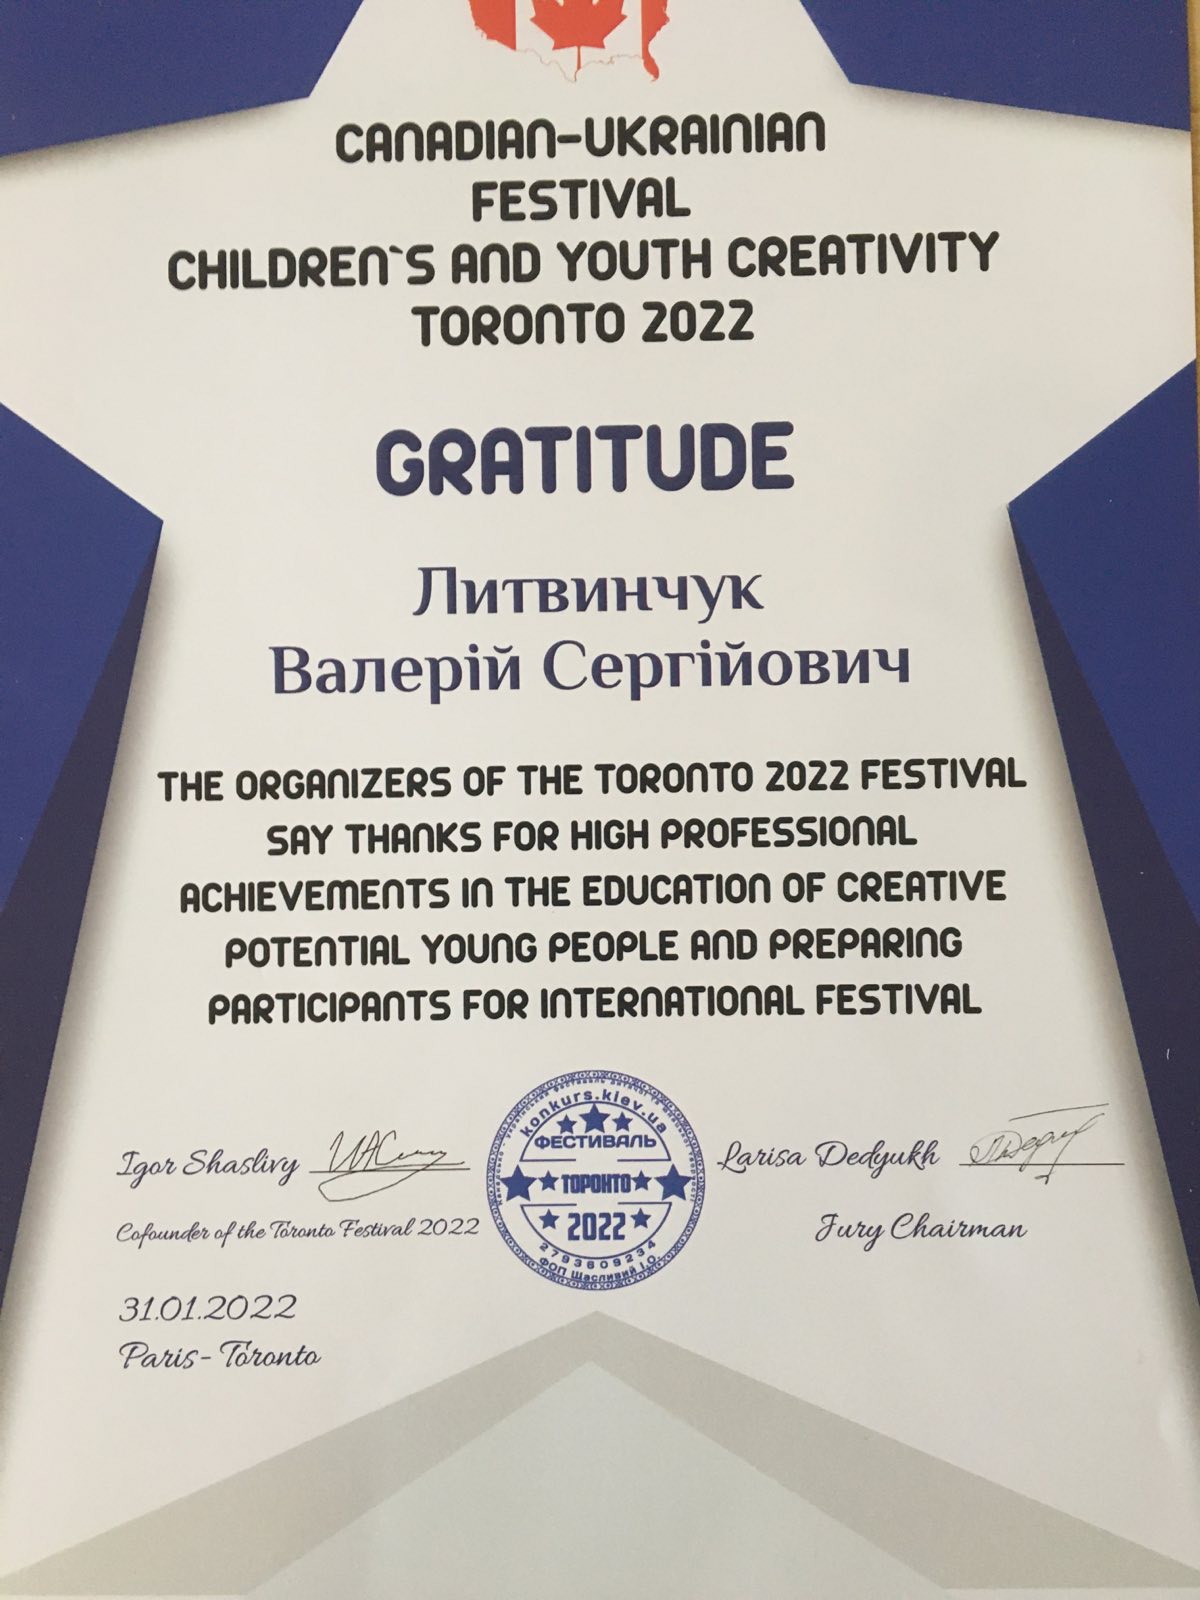 CANADIAN-UKRAINIAN
FESTIVAL
CHILDREN`S AND YOUTH CREATIVITY
TORONTO 2022
GRATITUDE
Литвинчук
Валерій Сергійович
THE ORGANIZERS OF THE TORONTO 2022 FESTIVAL
SAY THANKS FOR HIGH PROFESSIONAL
ACHIEVEMENTS IN THE EDUCATION OF CREATIVE
POTENTIAL YOUNG PEOPLE AND PREPARING
PARTICIPANTS FOR INTERNATIONAL FESTIVAL
Igor Shaslivy
Cofounder of the Toronto Festival 2022
konkurs.kiev.ua
ФЕСТИВАЛЬ
ТОРОНТО
2022
2793609234
ФОП Щасливий І.О.
Larisa Dedyukh
Jury Chairman
31.01.2022
Paris-Toronto